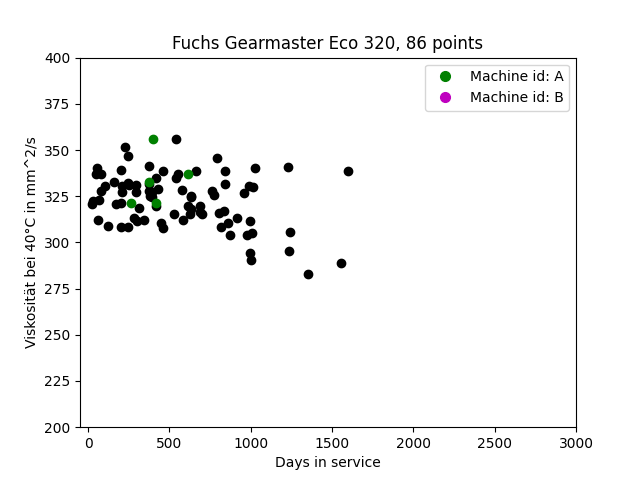 Fuchs Gearmaster Eco 320, 86 points
400
375
350
325
300
275
250
225
200
Viskosität bei 40°C in mm^2/s
Machine id: A
Machine id: B
0 500 1000 1500 2000 2500 3000
Days in service